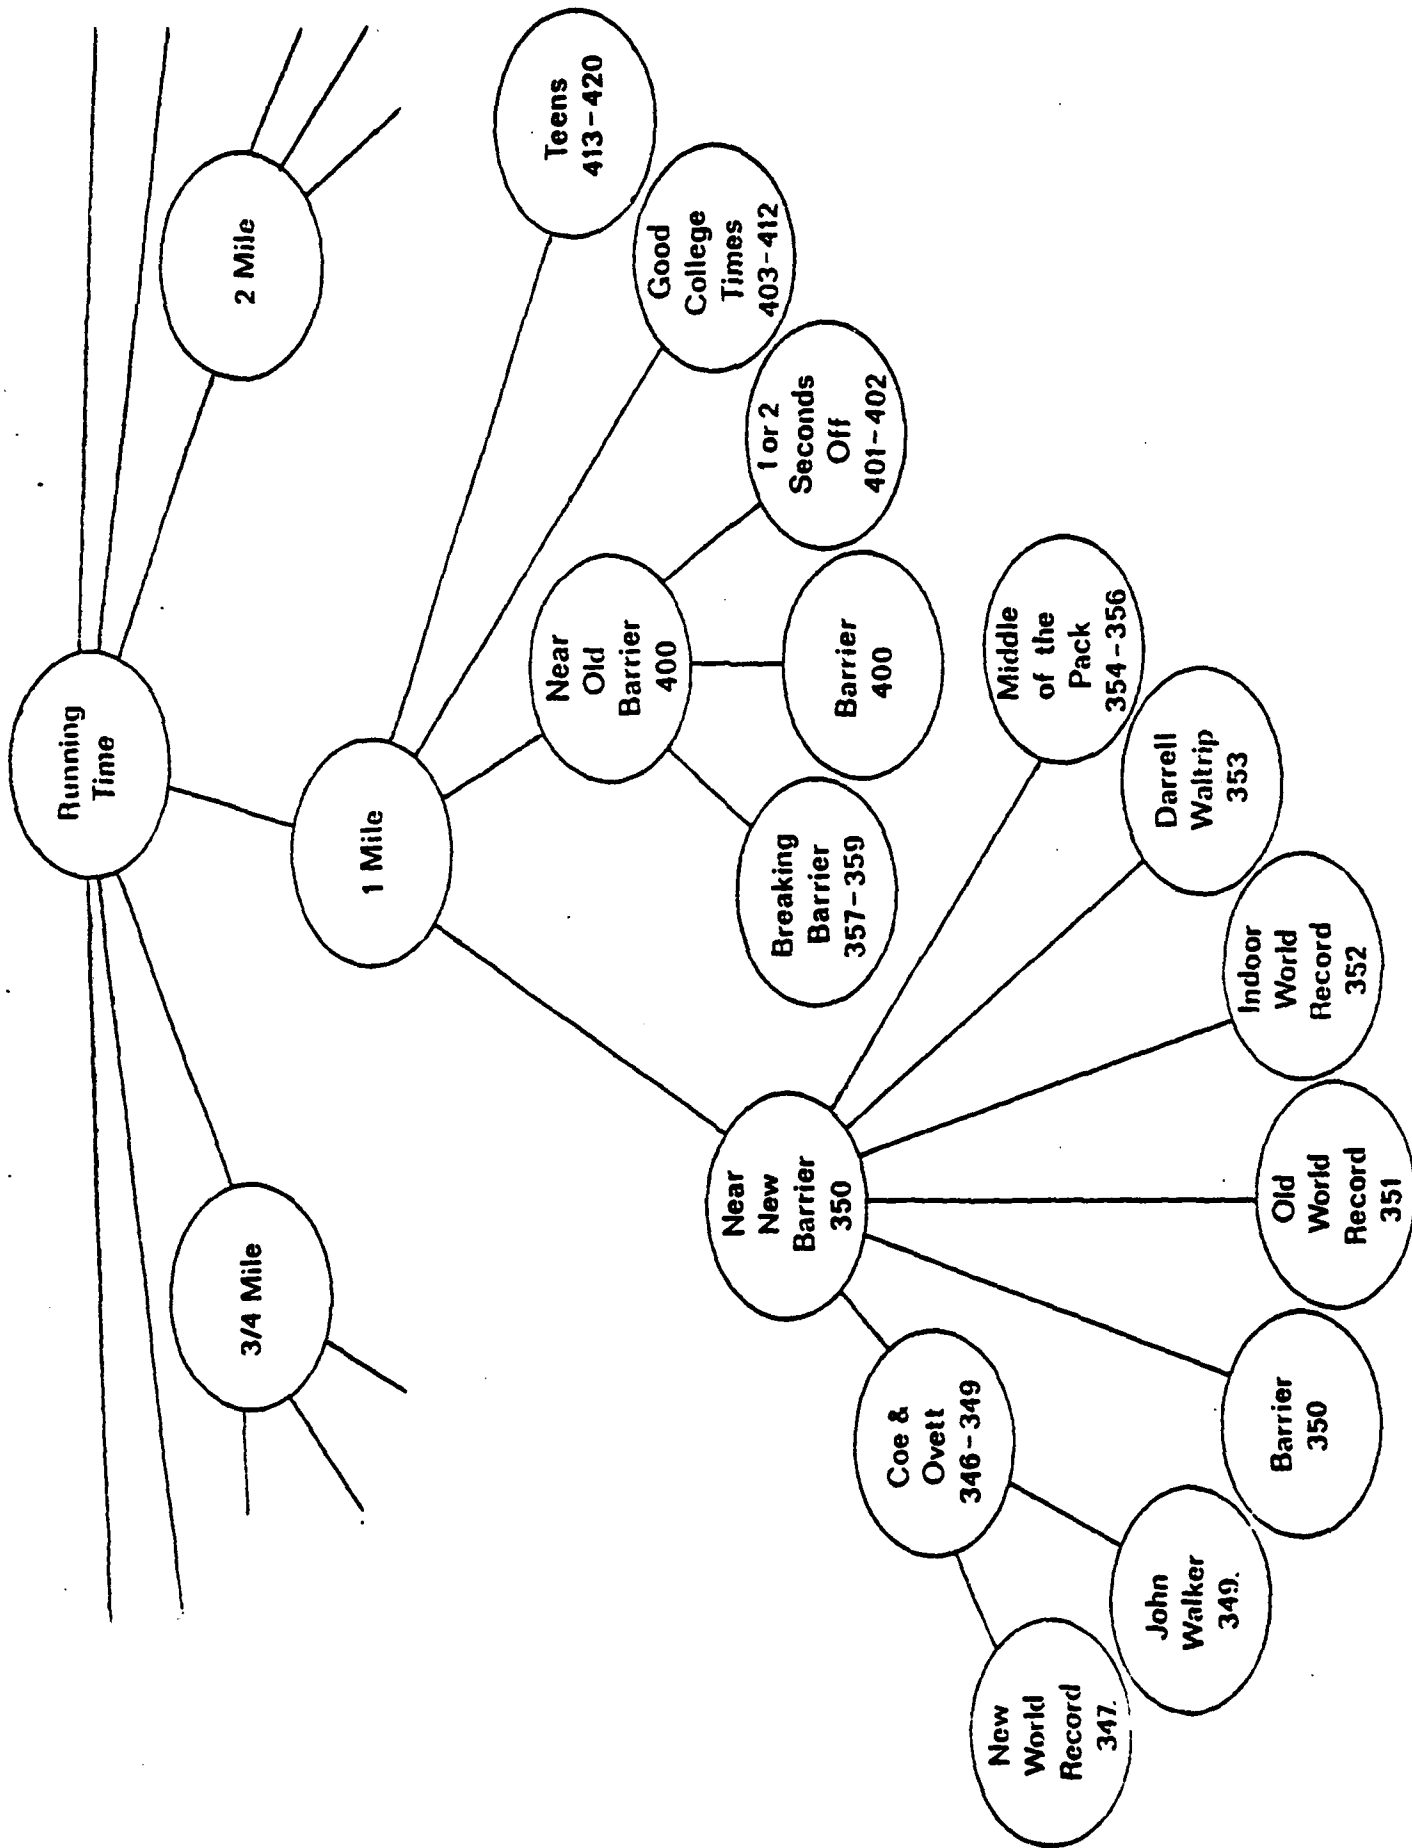 Running
Time
3/4 Mile
1 Mile
2 Mile
Near
New
Barrier
350
Near
Old
Barrier
400
Good
College
Times
403-412
Teens
413-420
Coe &
Ovett
346-349
Barrier
350
Old
World
Record
351
Indoor
World
Record
352
Darrell
Waltrip
353
Middle
of the
Pack
354-356
Breaking
Barrier
357-359
Barrier
400
1 or 2
Seconds
Off
401-402
New
World
Record
347.
John
Walker
349.